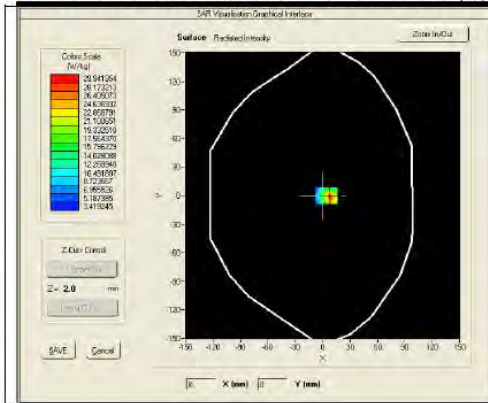 SAR Visualisation Graphical Interface
Surface Radiated Intensity
Zoom In/Out
Colors Scale
(W/kg)
29.941354
28.173213
26.405073
24.636932
22.868791
21.100651
19.332510
17.564370
15.796229
14.028088
12.259948
10.491807
8.723667
6.955526
5.187385
3.419245
150
120
90
60
30
0
-30
-60
-90
-120
-150
Y
-150 -120 -90 -60 -30 0 30 60 90 120 150
X
Z = 2.0 mm
SAVE Cancel
8 X (mm) 0 Y (mm)